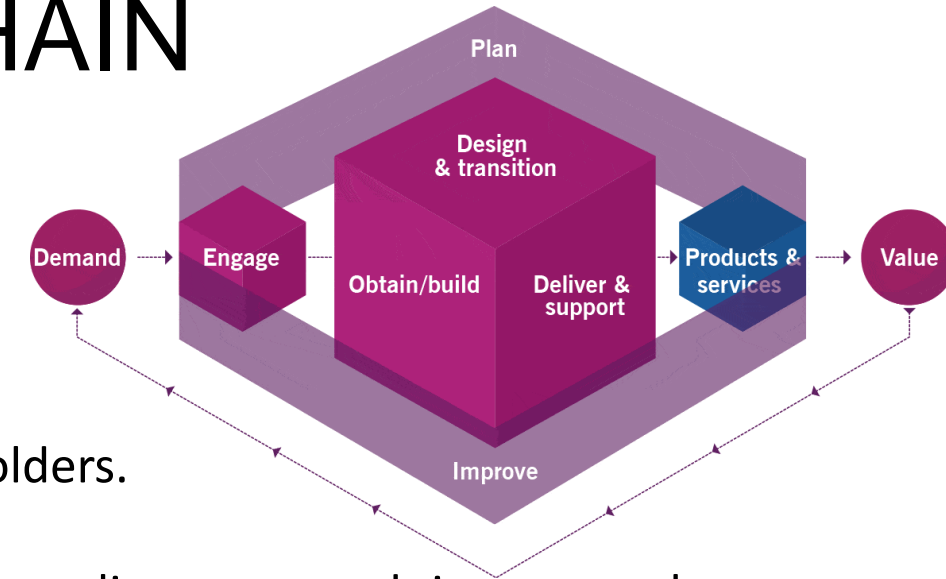 HAIN
Plan
Design
& transition
Demand
Engage
Obtain/build
Deliver &
support
Products &
services
Value
olders.
Improve